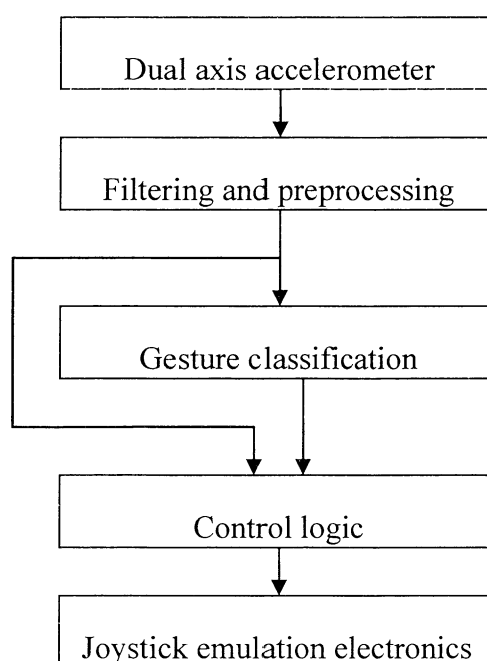 Dual axis accelerometer
Filtering and preprocessing
Gesture classification
Control logic
Joystick emulation electronics